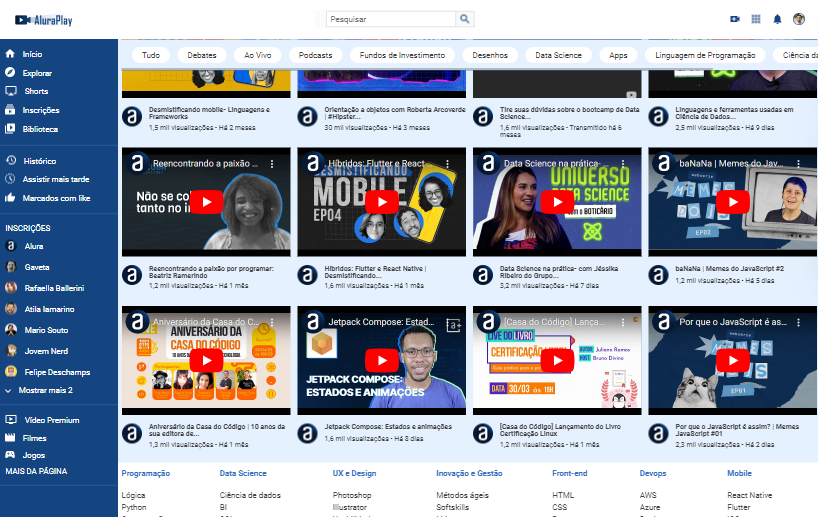 AluraPlay
Pesquisar
Início
Explorar
Shorts
Inscrições
Biblioteca
Histórico
Assistir mais tarde
Marcados com like
INSCRIÇÕES
Alura
Gaveta
Rafaella Ballerini
Atila Iamarino
Mario Souto
Jovem Nerd
Felipe Deschamps
Mostrar mais 2
Vídeo Premium
Filmes
Jogos
MAIS DA PÁGINA
Tudo
Debates
Ao Vivo
Podcasts
Fundos de Investimento
Desenhos
Data Science
Apps
Linguagem de Programação
Ciência da
Desmistificando mobile- Linguagens e
Frameworks
1,5 mil visualizações - Há 2 meses
Orientação a objetos com Roberta Arcoverde
| #Hipster...
30 mil visualizações - Há 3 meses
Tire suas dúvidas sobre o bootcamp de Data
Science...
1,6 mil visualizações - Transmitido há 6
meses
Linguagens e ferramentas usadas em
Ciência de Dados...
2,5 mil visualizações - Há 9 dias
Reencontrando a paixão ...
Não se co
tanto no in
Reencontrando a paixão por programar:
Beatriz Ramerindo
1,2 mil visualizações - Há 1 mês
Híbridos: Flutter e React ...
DESMISTIFICANDO
MOBILE
EP04
Híbridos: Flutter e React Native |
Desmistificando...
1,6 mil visualizações - Há 1 mês
Data Science na prática- ...
UNIVERSO
DATA SCIENCE
COM O BOTICÁRIO
Data Science na prática- com Jéssika
Ribeiro do Grupo...
3,2 mil visualizações - Há 7 dias
baNaNa | Memes do Jav...
webserie
MEMES
DO JS
EP02
baNaNa | Memes do JavaScript #2
1,2 mil visualizações - Há 5 dias
Aniversário da Casa do C...
ANIVERSÁRIO DA
CASA DO CÓDIGO
Aniversário da Casa do Código | 10 anos da
sua editora de...
1,3 mil visualizações - Há 1 mês
Jetpack Compose: Estad...
JETPACK COMPOSE:
ESTADOS E ANIMAÇÕES
Jetpack Compose: Estados e animações
1,6 mil visualizações - Há 8 dias
[Casa do Código] Lançam...
LIVE DO LIVRO
CERTIFICAÇÃO
AUTOR Juliano Ramos
HOST Bruno Divino
DATA 30/03 às 19H
[Casa do Código] Lançamento do Livro
Certificação Linux
1,2 mil visualizações - Há 1 mês
Por que o JavaScript é as...
webserie
MEMES
EP01
Por que o JavaScript é assim? | Memes
JavaScript #01
2,3 mil visualizações - Há 2 dias
Programação
Data Science
UX e Design
Inovação e Gestão
Front-end
Devops
Mobile
Lógica
Ciência de dados
Photoshop
Métodos ágeis
HTML
AWS
React Native
Python
BI
Illustrator
Softskills
CSS
Azure
Flutter